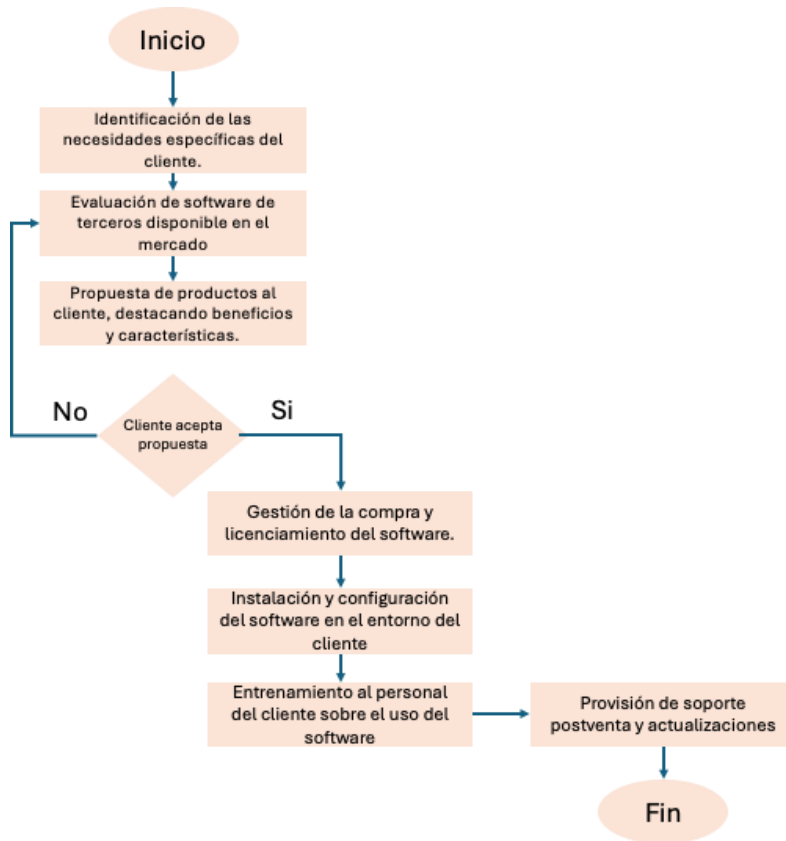 Inicio
Identificación de las
necesidades específicas del
cliente.
Evaluación de software de
terceros disponible en el
mercado
Propuesta de productos al
cliente, destacando beneficios
y características.
No
Cliente acepta
propuesta
Si
Gestión de la compra y
licenciamiento del software.
Instalación y configuración
del software en el entorno del
cliente
Entrenamiento al personal
del cliente sobre el uso del
software
Provisión de soporte
postventa y actualizaciones
Fin